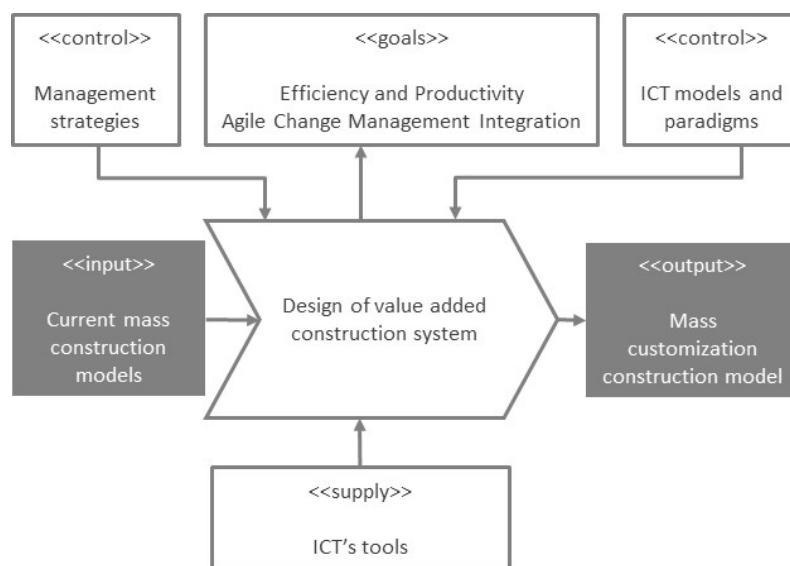 <<control>>
Management
strategies
<<goals>>
Efficiency and Productivity
Agile Change Management Integration
<<control>>
ICT models and
paradigms
<<input>>
Current mass
construction
models
Design of value added
construction system
<<output>>
Mass
customization
construction model
<<supply>>
ICT's tools